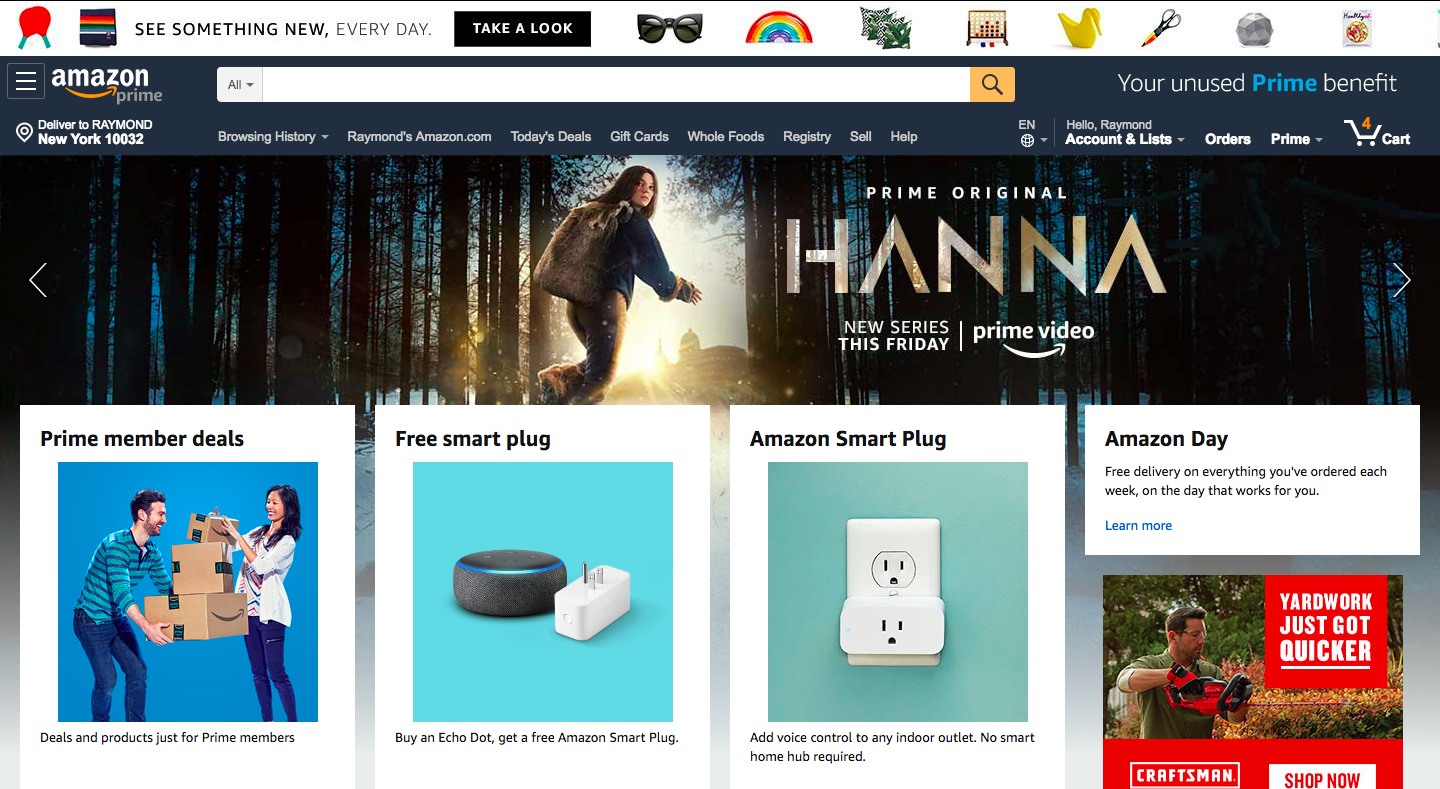 SEE SOMETHING NEW, EVERY DAY.
TAKE A LOOK
Healthyish
amazon
prime
All
Your unused Prime benefit
Deliver to RAYMOND
New York 10032
Browsing History
Raymond's Amazon.com
Today's Deals
Gift Cards
Whole Foods
Registry
Sell
Help
EN
Hello, Raymond
Account & Lists
Orders
Prime
4
Cart
PRIME ORIGINAL
HANNA
NEW SERIES
THIS FRIDAY
prime video
Prime member deals
Deals and products just for Prime members
Free smart plug
Buy an Echo Dot, get a free Amazon Smart Plug.
Amazon Smart Plug
Add voice control to any indoor outlet. No smart
home hub required.
Amazon Day
Free delivery on everything you've ordered each
week, on the day that works for you.
Learn more
YARDWORK
JUST GOT
QUICKER
CRAFTSMAN
SHOP NOW